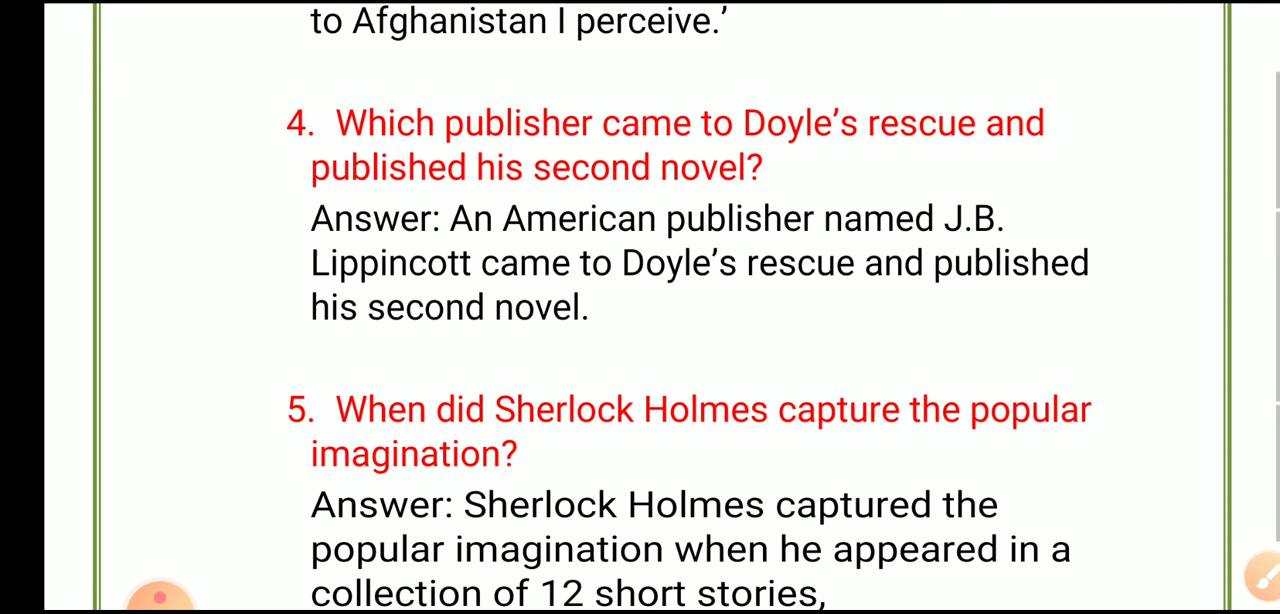 to Afghanistan I perceive.’
4. Which publisher came to Doyle’s rescue and
published his second novel?
Answer: An American publisher named J.B.
Lippincott came to Doyle’s rescue and published
his second novel.
5. When did Sherlock Holmes capture the popular
imagination?
Answer: Sherlock Holmes captured the
popular imagination when he appeared in a
collection of 12 short stories,